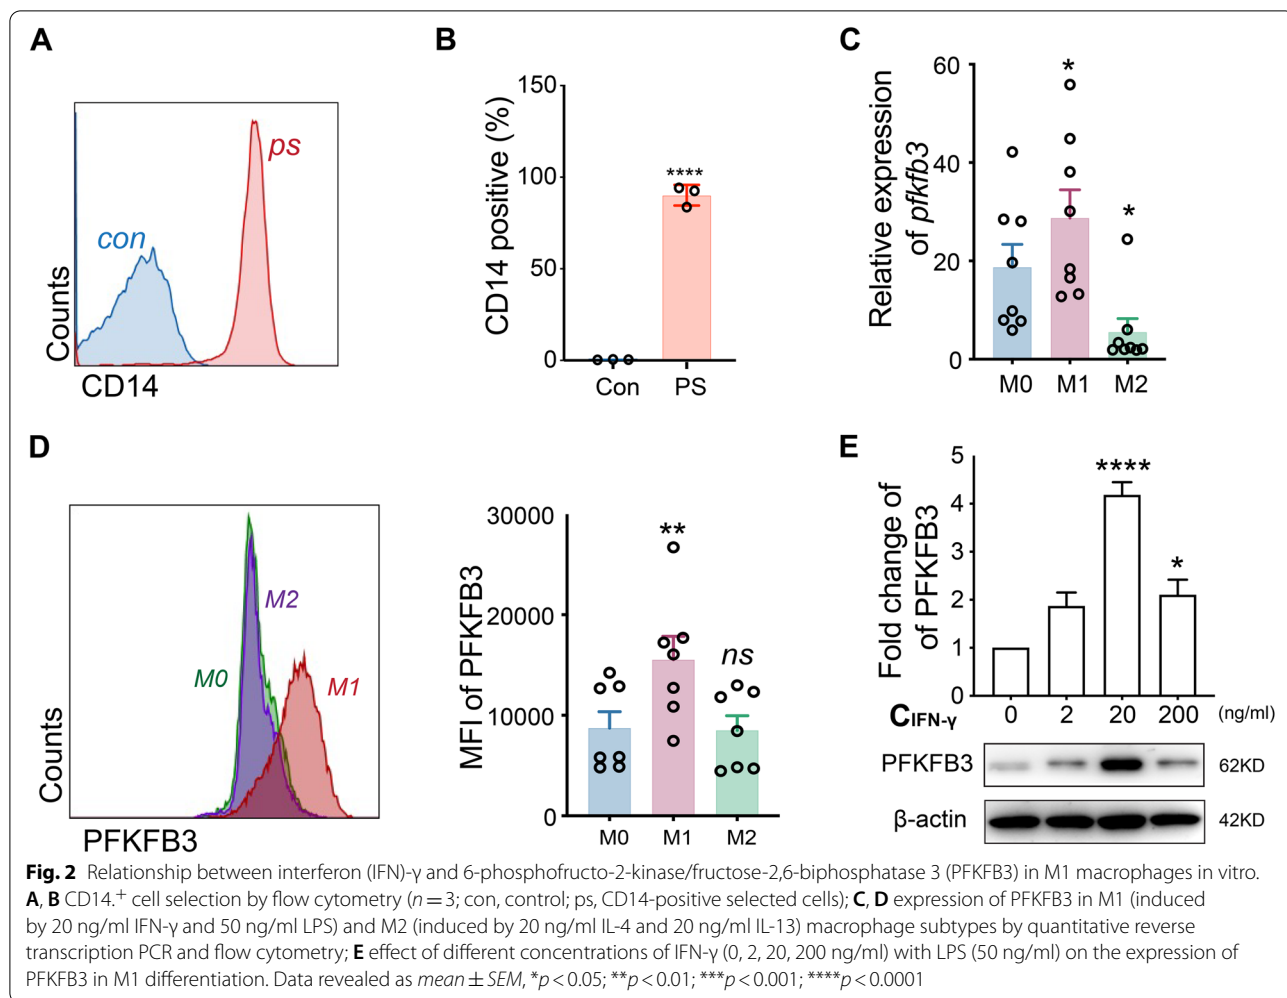 A
ps
con
Counts
CD14
B
CD14 positive (%)
150
100
50
0
****
Con
PS
C
Relative expression
of pfkfb3
60
40
20
0
*
*
M0
M1
M2
D
M2
M0
M1
Counts
PFKFB3
MFI of PFKFB3
30000
20000
10000
0
**
ns
M0
M1
M2
E
Fold change of
of PFKFB3
5
4
3
2
1
0
****
*
CIFN-γ 0 2 20 200 (ng/ml)
PFKFB3 62KD
β-actin 42KD
Fig. 2 Relationship between interferon (IFN)-γ and 6-phosphofructo-2-kinase/fructose-2,6-biphosphatase 3 (PFKFB3) in M1 macrophages in vitro.
A, B CD14.+ cell selection by flow cytometry (n = 3; con, control; ps, CD14-positive selected cells); C, D expression of PFKFB3 in M1 (induced
by 20 ng/ml IFN-γ and 50 ng/ml LPS) and M2 (induced by 20 ng/ml IL-4 and 20 ng/ml IL-13) macrophage subtypes by quantitative reverse
transcription PCR and flow cytometry; E effect of different concentrations of IFN-γ (0, 2, 20, 200 ng/ml) with LPS (50 ng/ml) on the expression of
PFKFB3 in M1 differentiation. Data revealed as mean ± SEM, *p < 0.05; **p < 0.01; ***p < 0.001; ****p < 0.0001